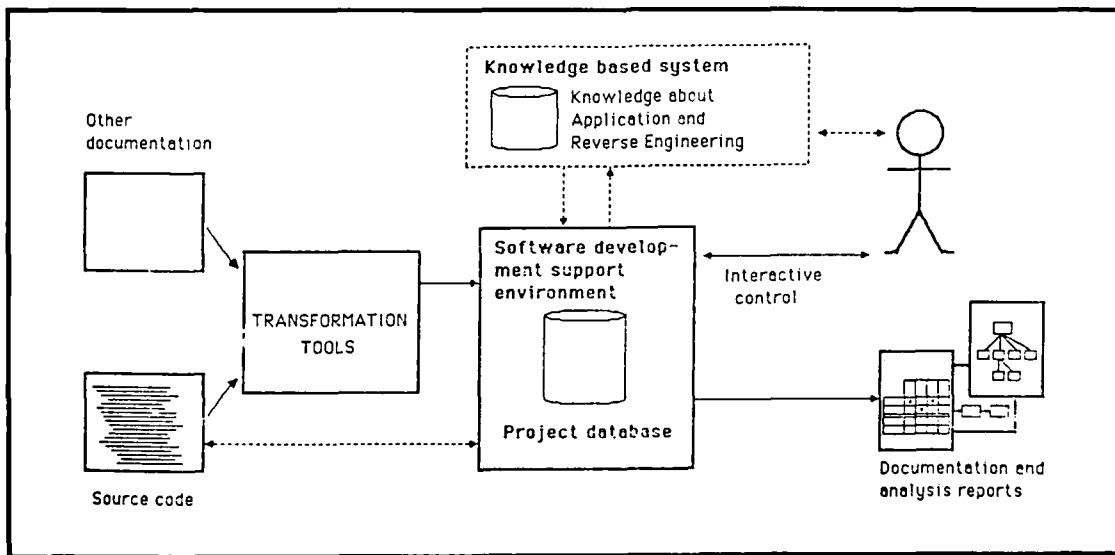 Knowledge based system
Knowledge about
Application and
Reverse Engineering
Other
documentation
Software develop-
ment support
environment
Interactive
control
TRANSFORMATION
TOOLS
Project database
Source code
Documentation and
analysis reports